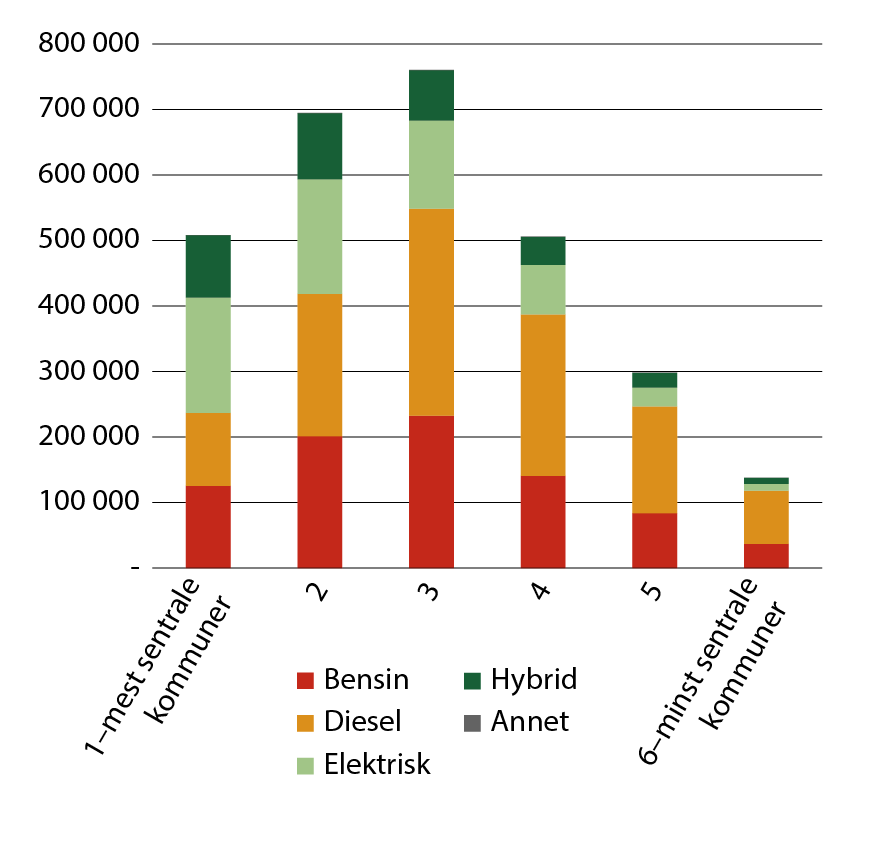 800 000
700 000
600 000
500 000
400 000
300 000
200 000
100 000
-
1–mest sentrale
kommuner
2
3
4
5
6–minst sentrale
kommuner
Bensin
Diesel
Elektrisk
Hybrid
Annet